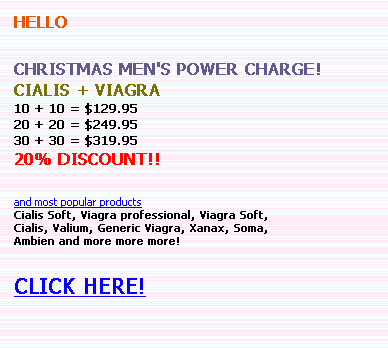 HELLO
CHRISTMAS MEN'S POWER CHARGE!
CIALIS + VIAGRA
10 + 10 = $129.95
20 + 20 = $249.95
30 + 30 = $319.95
20% DISCOUNT!!
and most popular products
Cialis Soft, Viagra professional, Viagra Soft,
Cialis, Valium, Generic Viagra, Xanax, Soma,
Ambien and more more more!
CLICK HERE!